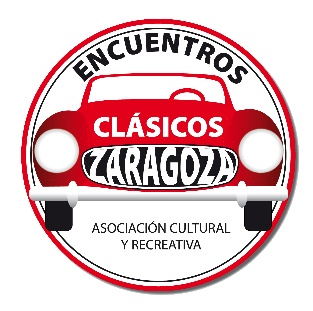 ENCUENTROS
CLÁSICOS
ZARAGOZA
ASOCIACIÓN CULTURAL
Y RECREATIVA